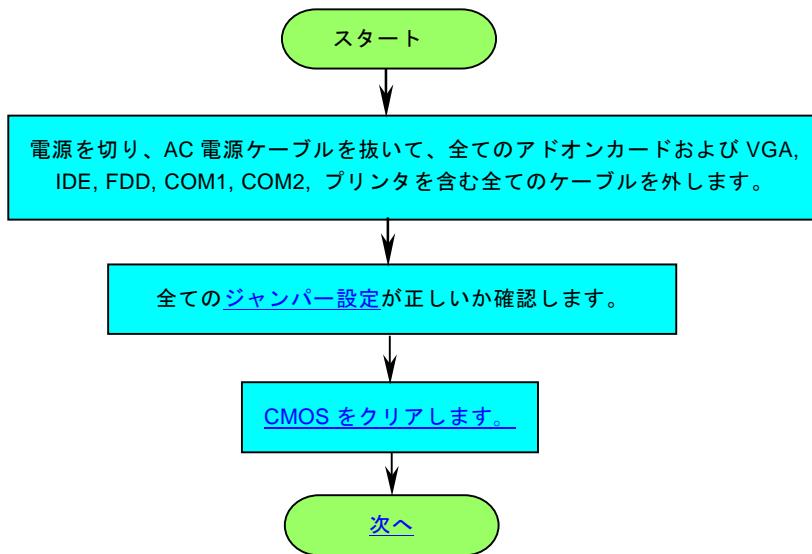 スタート
電源を切り、AC 電源ケーブルを抜いて、全てのアドオンカードおよび VGA,
IDE, FDD, COM1, COM2, プリンタを含む全てのケーブルを外します。
全てのジャンパー設定が正しいか確認します。
CMOS をクリアします。
次へ